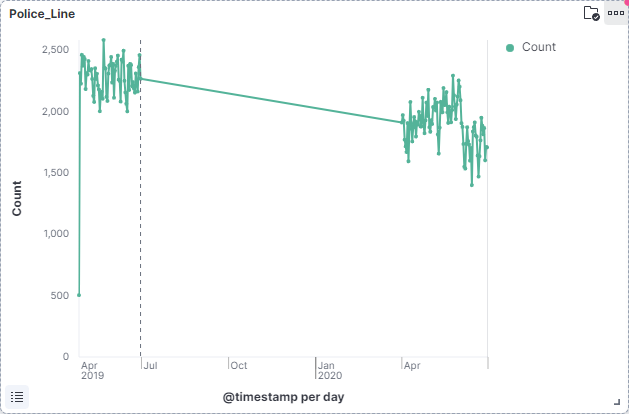 Police_Line
Count
2,500
2,000
1,500
1,000
500
0
Count
Apr
2019
Jul
Oct
Jan
2020
Apr
@timestamp per day